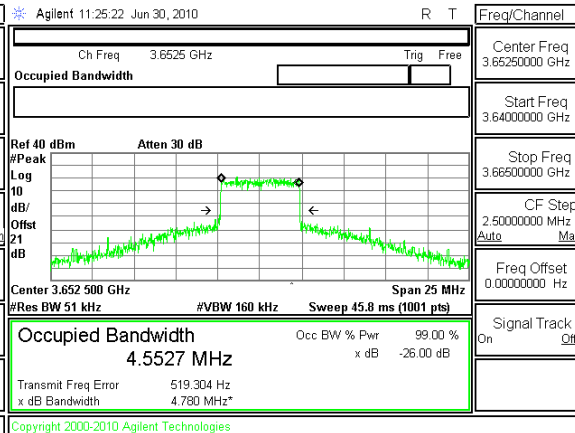 Agilent 11:25:22 Jun 30, 2010 R T
Freq/Channel
Ch Freq 3.6525 GHz Trig Free
Occupied Bandwidth
Center Freq
3.65250000 GHz
Start Freq
3.64000000 GHz
Stop Freq
3.66500000 GHz
CF Step
2.50000000 MHz
Auto Ma
Freq Offset
0.00000000 Hz
Signal Track
On Off
Ref 40 dBm Atten 30 dB
#Peak
Log
10
dB/
Offst
21
dB
Center 3.652 500 GHz Span 25 MHz
#Res BW 51 kHz #VBW 160 kHz Sweep 45.8 ms (1001 pts)
Occupied Bandwidth Occ BW % Pwr 99.00 %
4.5527 MHz x dB -26.00 dB
Transmit Freq Error 519.304 Hz
x dB Bandwidth 4.780 MHz*
Copyright 2000-2010 Agilent Technologies